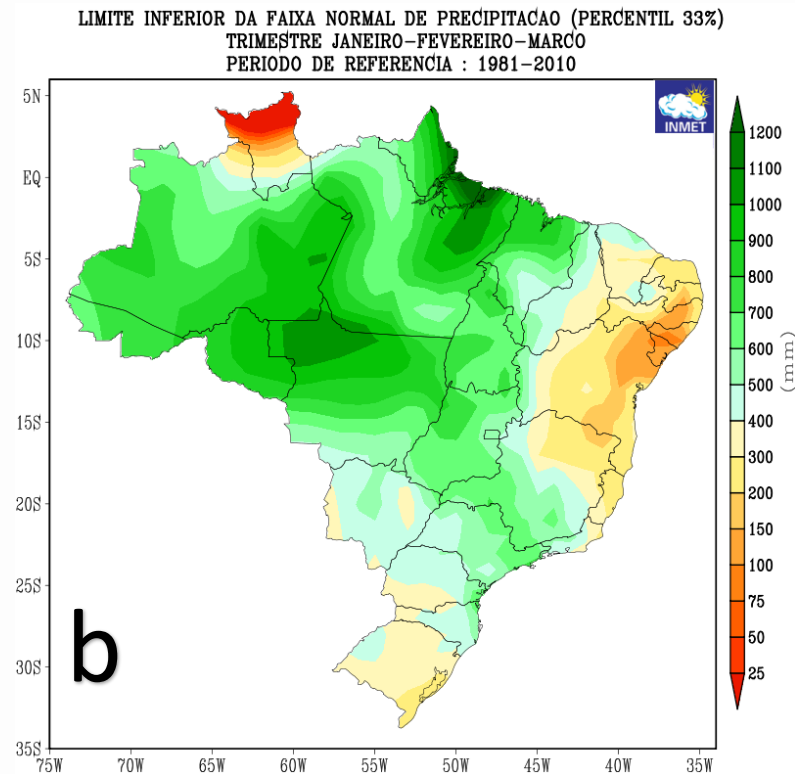 LIMITE INFERIOR DA FAIXA NORMAL DE PRECIPITACAO (PERCENTIL 33%)
TRIMESTRE JANEIRO-FEVEREIRO-MARCO
PERIODO DE REFERENCIA : 1981-2010
INMET
5N
EQ
5S
10S
15S
20S
25S
30S
35S
75W 70W 65W 60W 55W 50W 45W 40W 35W
1200
1100
1000
900
800
700
600
500
400
300
200
150
100
75
50
25
(mm)
b